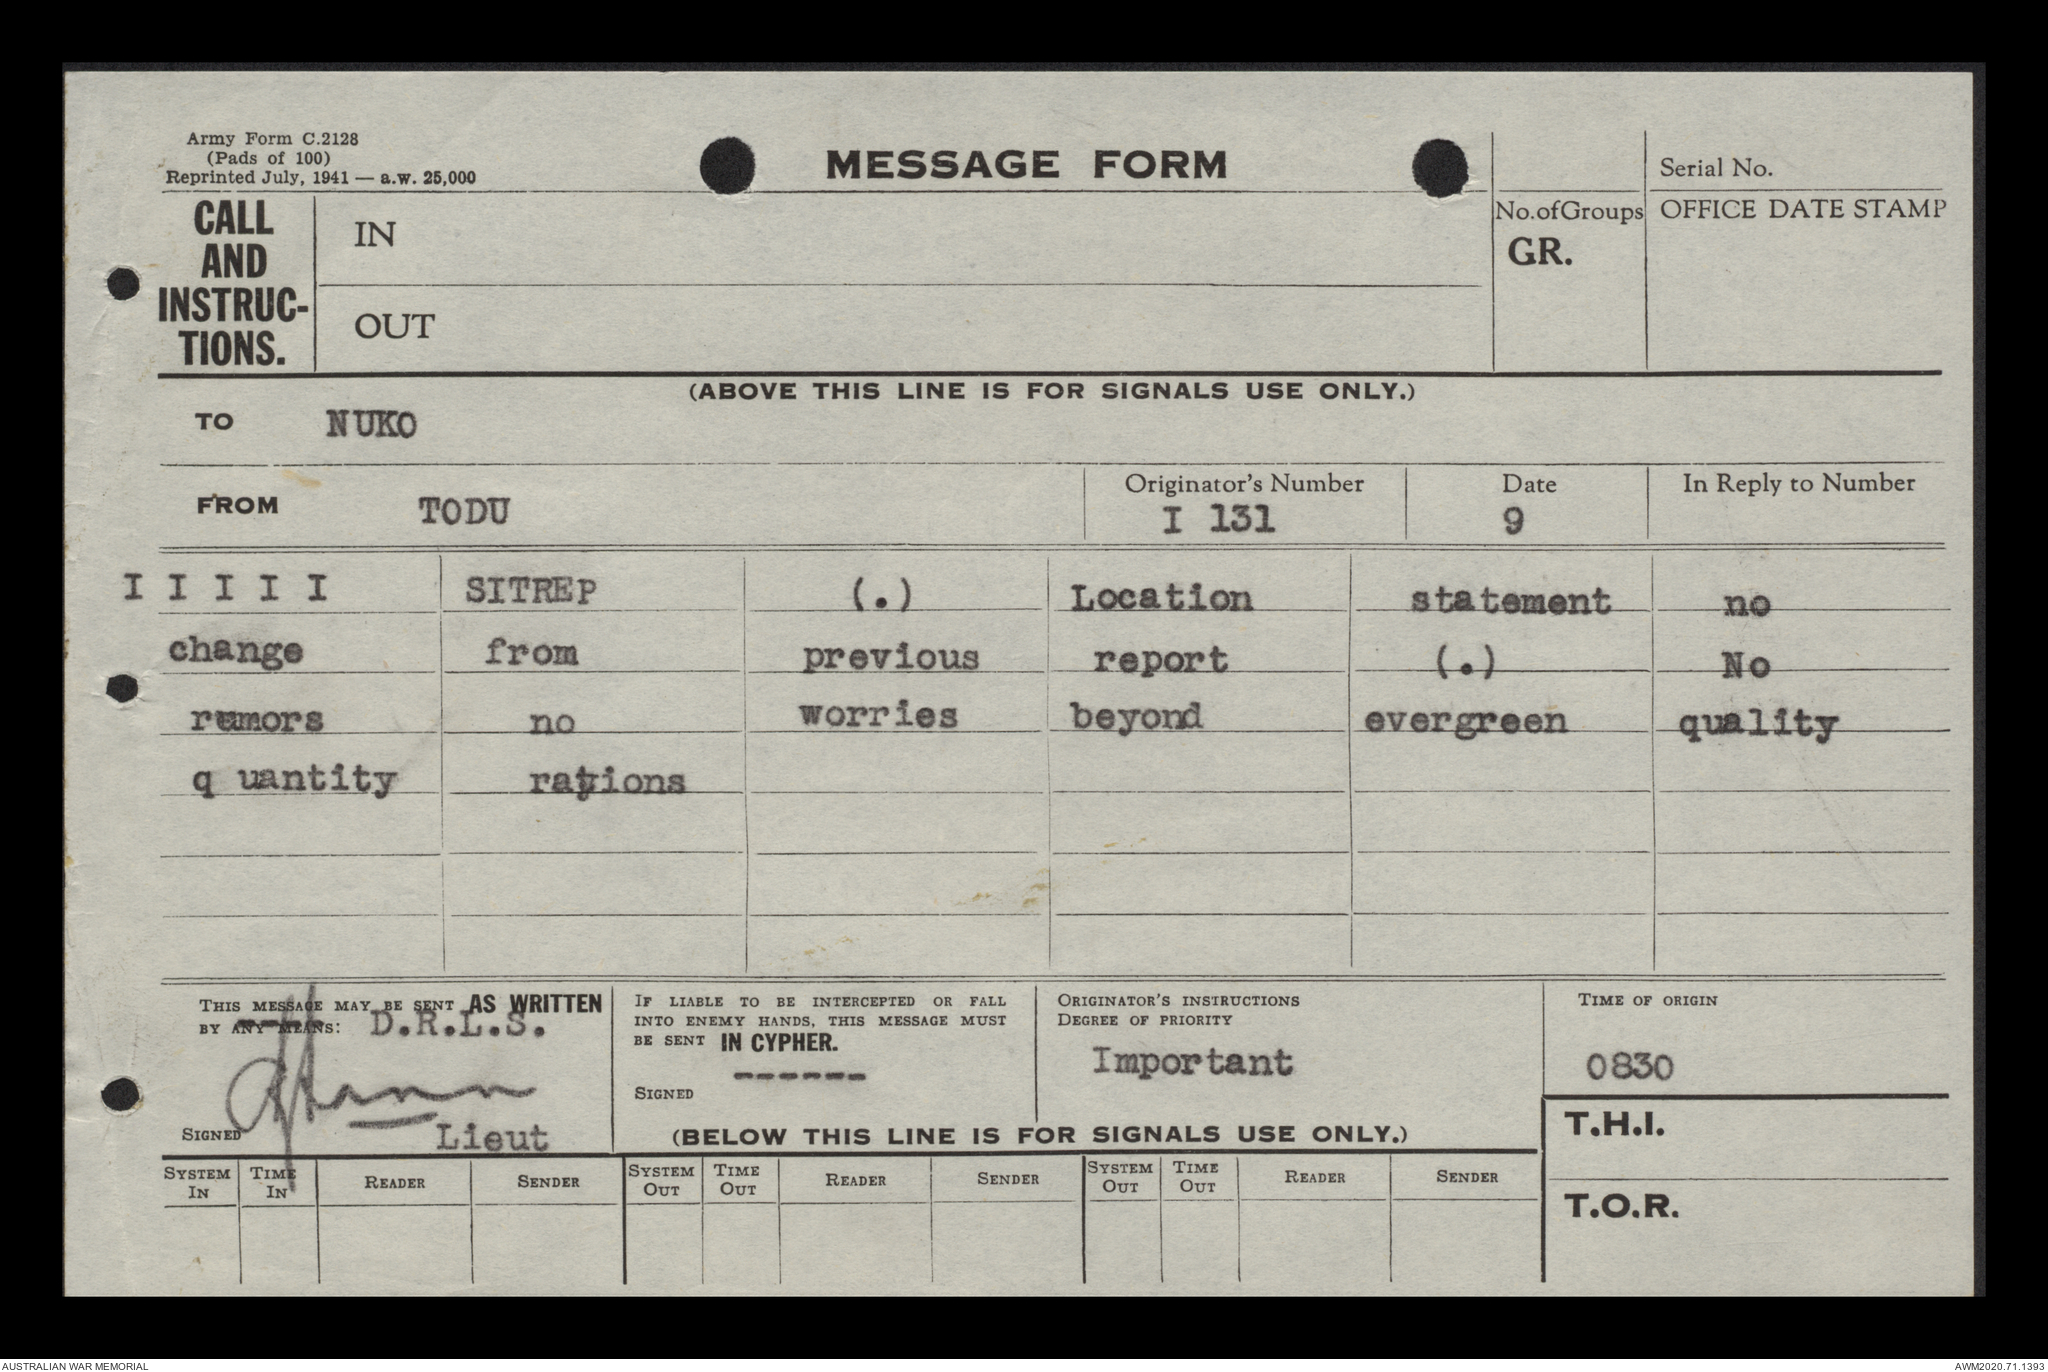 Army Form C.2128
(Pads of 100)
Reprinted July, 1941 — a.w. 25,000
MESSAGE FORM
Serial No.
CALL AND INSTRUC-TIONS.
IN
OUT
No. of Groups
GR.
OFFICE DATE STAMP
(ABOVE THIS LINE IS FOR SIGNALS USE ONLY.)
TO NUKO
FROM TODU
Originator's Number
I 131
Date
9
In Reply to Number
I I I I I SITREP (.) Location statement no
change from previous report (.) No
rumors no worries beyond evergreen quality
q uantity rations
THIS MESSAGE MAY BE SENT AS WRITTEN
BY ANY MEANS: D.R.L.S.
SIGNED
Lieut
IF LIABLE TO BE INTERCEPTED OR FALL
INTO ENEMY HANDS, THIS MESSAGE MUST
BE SENT IN CYPHER.
------
SIGNED
ORIGINATOR'S INSTRUCTIONS
DEGREE OF PRIORITY
Important
TIME OF ORIGIN
0830
(BELOW THIS LINE IS FOR SIGNALS USE ONLY.)
T.H.I.
T.O.R.
SYSTEM IN
TIME IN
READER
SENDER
SYSTEM OUT
TIME OUT
READER
SENDER
SYSTEM OUT
TIME OUT
READER
SENDER
AUSTRALIAN WAR MEMORIAL
AWM2020.71.1393